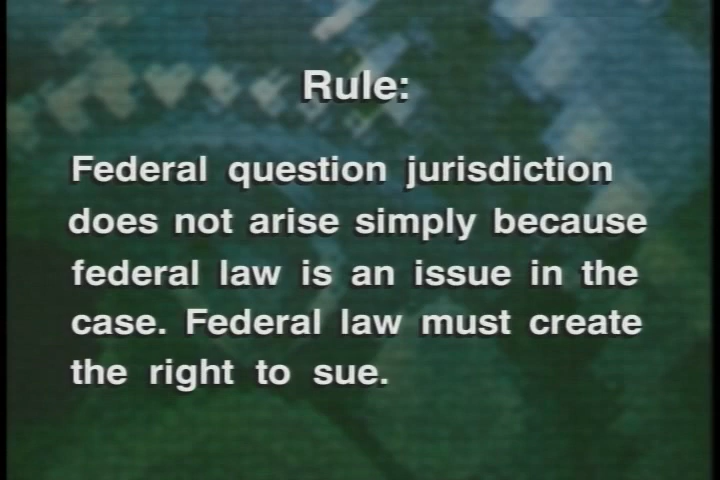 Rule:
Federal question jurisdiction
does not arise simply because
federal law is an issue in the
case. Federal law must create
the right to sue.